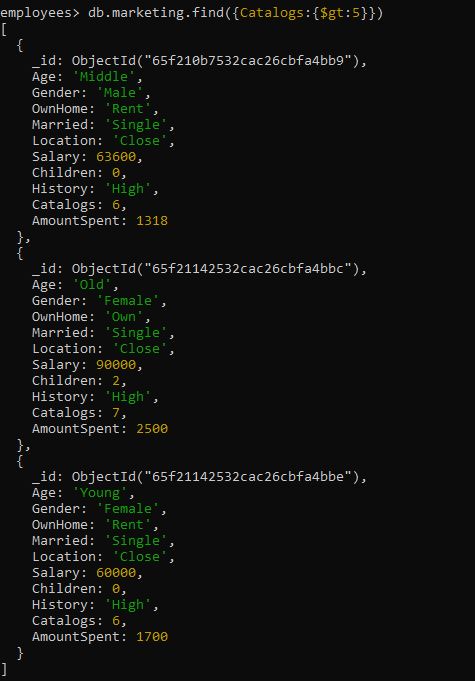 employees> db.marketing.find({Catalogs:{$gt:5}})
[
  {
    _id: ObjectId("65f210b7532cac26cbfa4bb9"),
    Age: 'Middle',
    Gender: 'Male',
    OwnHome: 'Rent',
    Married: 'Single',
    Location: 'Close',
    Salary: 63600,
    Children: 0,
    History: 'High',
    Catalogs: 6,
    AmountSpent: 1318
  },
  {
    _id: ObjectId("65f21142532cac26cbfa4bbc"),
    Age: 'Old',
    Gender: 'Female',
    OwnHome: 'Own',
    Married: 'Single',
    Location: 'Close',
    Salary: 90000,
    Children: 2,
    History: 'High',
    Catalogs: 7,
    AmountSpent: 2500
  },
  {
    _id: ObjectId("65f21142532cac26cbfa4bbe"),
    Age: 'Young',
    Gender: 'Female',
    OwnHome: 'Rent',
    Married: 'Single',
    Location: 'Close',
    Salary: 60000,
    Children: 0,
    History: 'High',
    Catalogs: 6,
    AmountSpent: 1700
  }
]